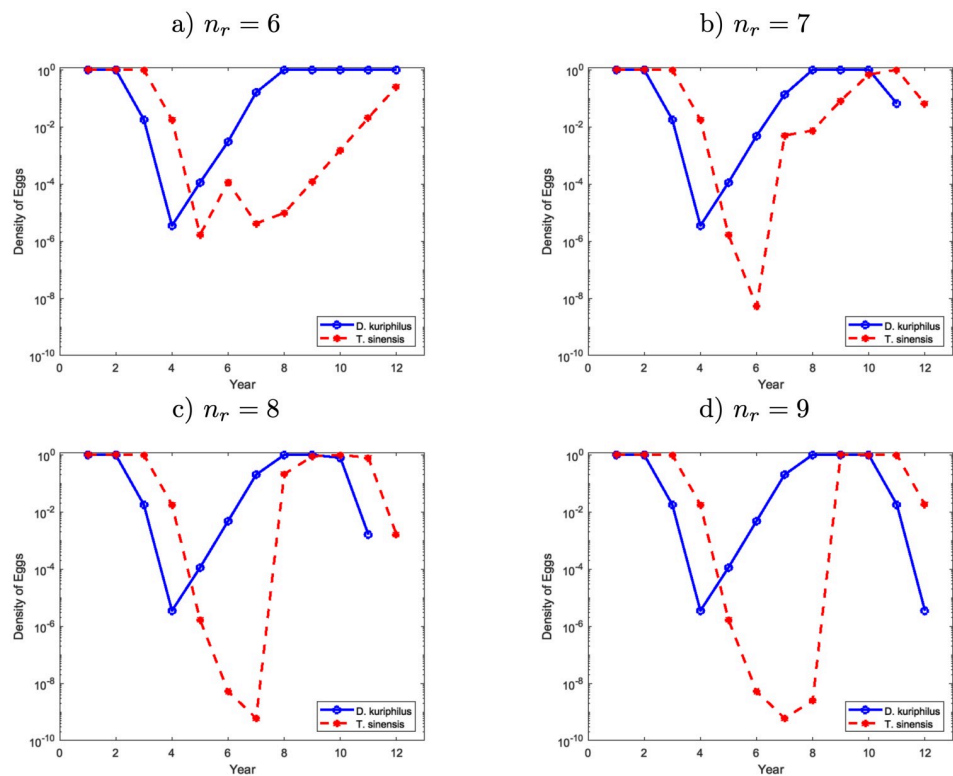 a) n_r = 6
10^0
10^-2
10^-4
10^-6
10^-8
10^-10
Density of Eggs
0 2 4 6 8 10 12
Year
D. kuriphilus
T. sinensis
b) n_r = 7
10^0
10^-2
10^-4
10^-6
10^-8
10^-10
Density of Eggs
0 2 4 6 8 10 12
Year
D. kuriphilus
T. sinensis
c) n_r = 8
10^0
10^-2
10^-4
10^-6
10^-8
10^-10
Density of Eggs
0 2 4 6 8 10 12
Year
D. kuriphilus
T. sinensis
d) n_r = 9
10^0
10^-2
10^-4
10^-6
10^-8
10^-10
Density of Eggs
0 2 4 6 8 10 12
Year
D. kuriphilus
T. sinensis